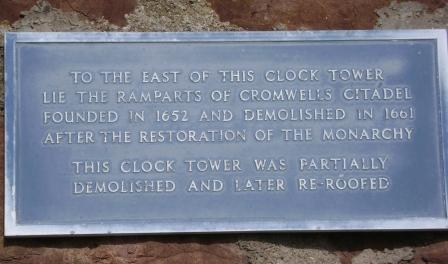 TO THE EAST OF THIS CLOCK TOWER
LIE THE RAMPARTS OF CROMWELLS CITADEL
FOUNDED IN 1652 AND DEMOLISHED IN 1661
AFTER THE RESTORATION OF THE MONARCHY
THIS CLOCK TOWER WAS PARTIALLY
DEMOLISHED AND LATER RE-ROOFED